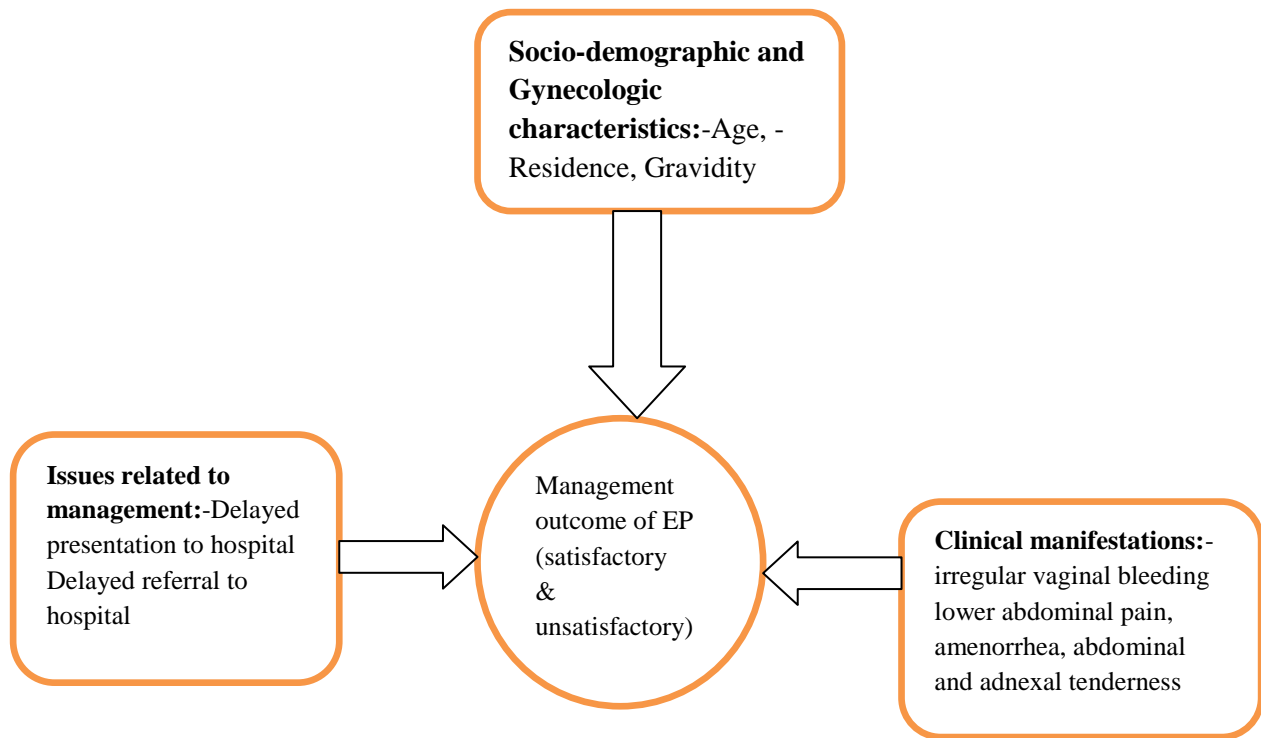 Socio-demographic and
Gynecologic
characteristics:-Age, -
Residence, Gravidity
Issues related to
management:-Delayed
presentation to hospital
Delayed referral to
hospital
Management
outcome of EP
(satisfactory
&
unsatisfactory)
Clinical manifestations:-
irregular vaginal bleeding
lower abdominal pain,
amenorrhea, abdominal
and adnexal tenderness